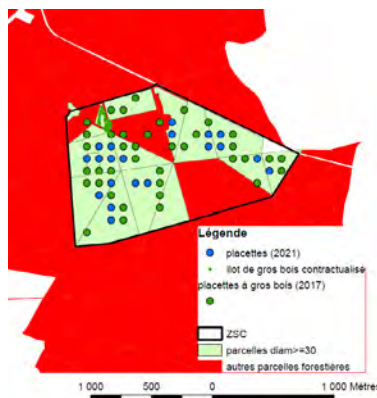 Légende
placettes (2021)
ilot de gros bois contractualisé
placettes à gros bois (2017)
ZSC
parcelles diam>=30
autres parcelles forestières
1 000 500 0 1 000 Mètres